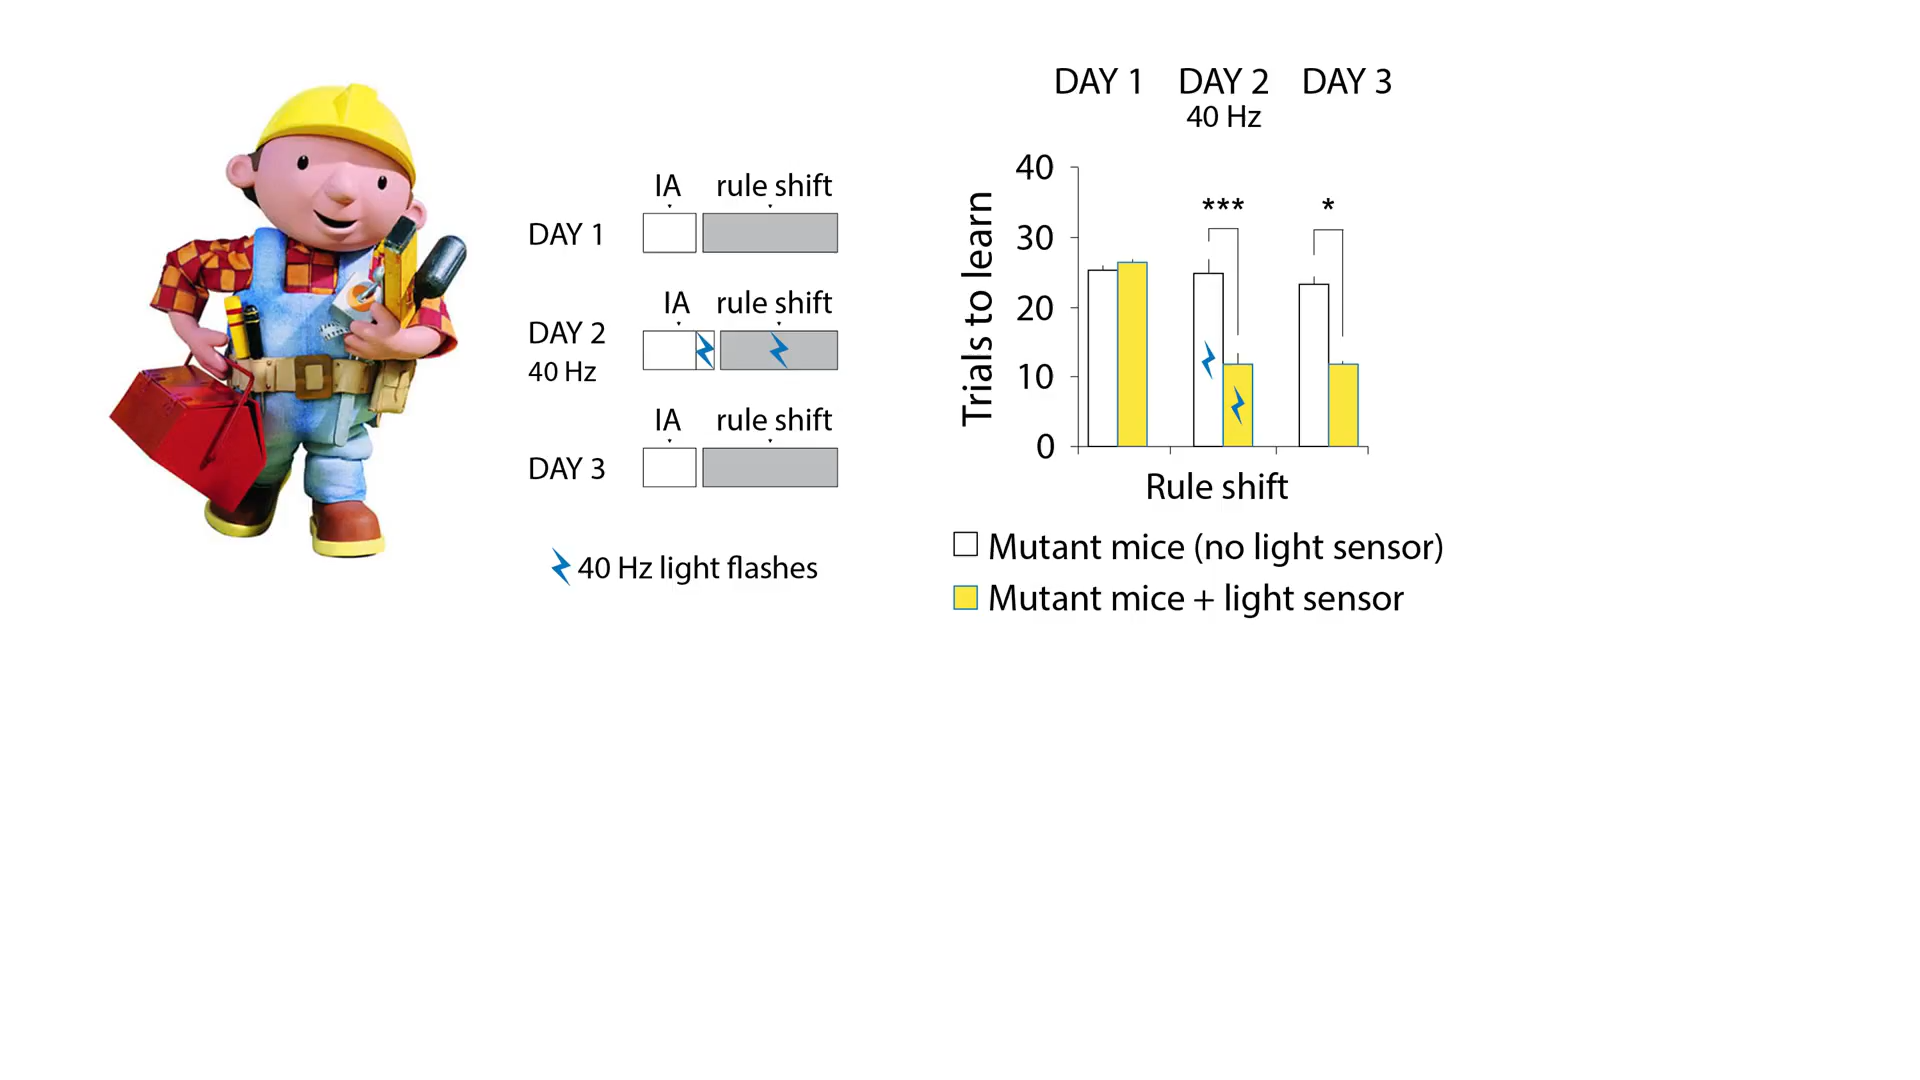 IA rule shift
DAY 1
IA rule shift
DAY 2
40 Hz
IA rule shift
DAY 3
40 Hz light flashes
DAY 1 DAY 2 DAY 3
40 Hz
Trials to learn
40
30
20
10
0
***
*
Rule shift
Mutant mice (no light sensor)
Mutant mice + light sensor